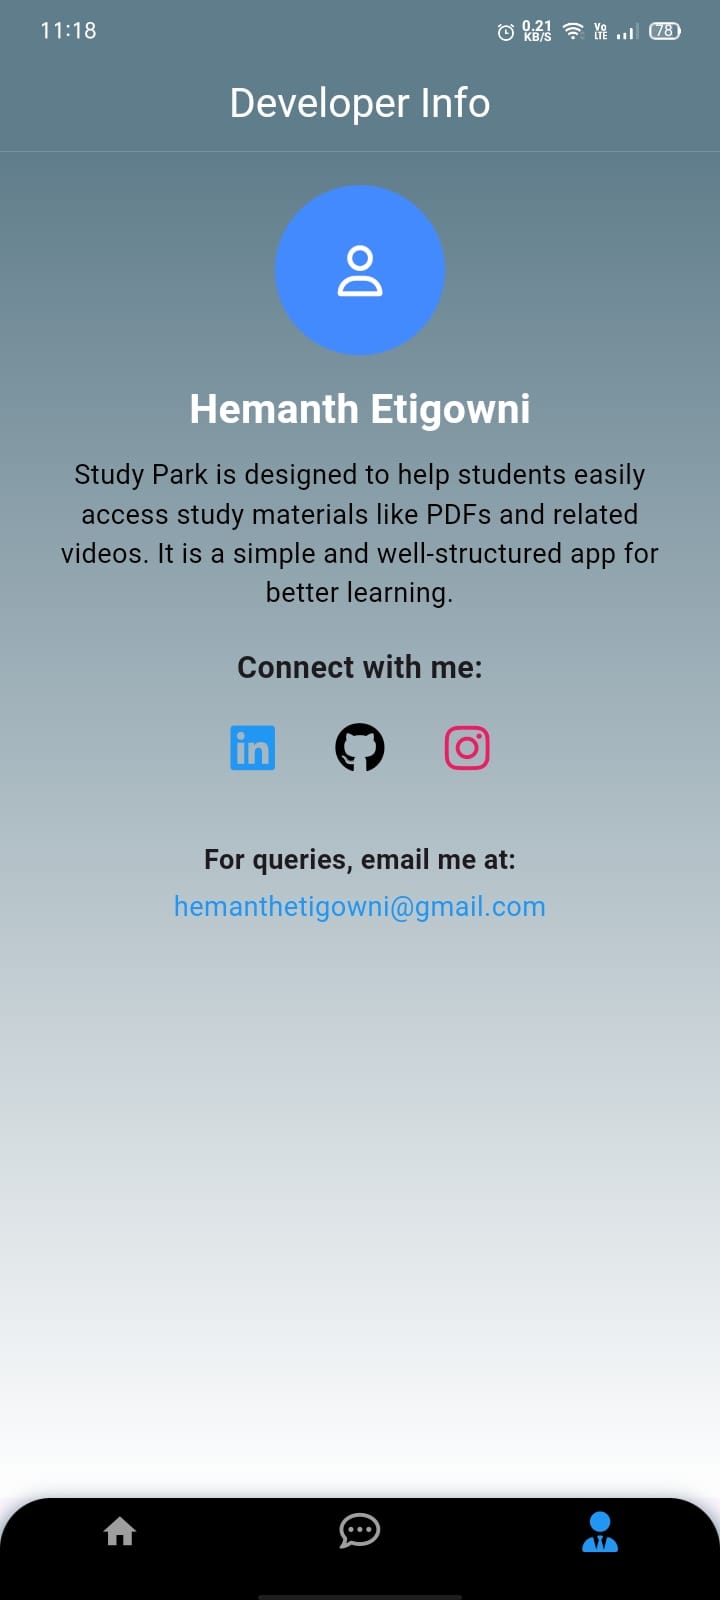 11:18
0.21
KB/S
Vo
LTE
78
Developer Info
Hemanth Etigowni
Study Park is designed to help students easily
access study materials like PDFs and related
videos. It is a simple and well-structured app for
better learning.
Connect with me:
in
For queries, email me at:
hemanthetigowni@gmail.com